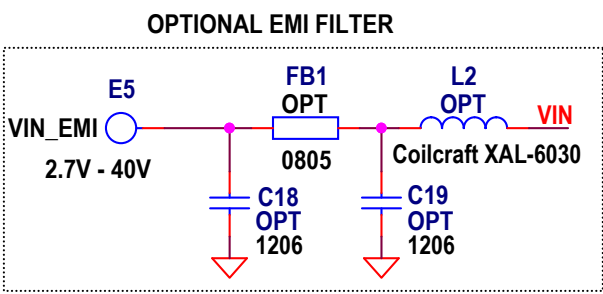 OPTIONAL EMI FILTER
E5
VIN_EMI
2.7V - 40V
FB1
OPT
0805
L2
OPT
VIN
Coilcraft XAL-6030
C18
OPT
1206
C19
OPT
1206